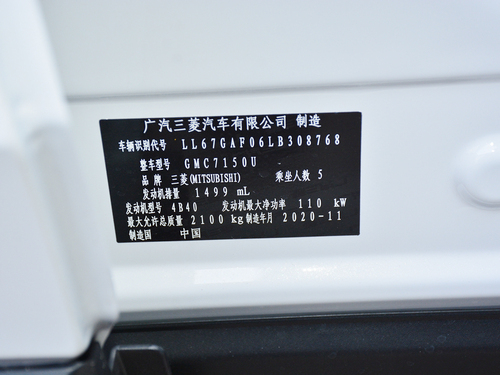 广汽三菱汽车有限公司 制造
车辆识别代号 LL67GAF06LB308768
整车型号 GMC7150U
品 牌 三菱(MITSUBISHI) 乘坐人数 5
发动机排量 1499 mL
发动机型号 4B40 发动机最大净功率 110 kW
最大允许总质量 2100 kg 制造年月 2020-11
制造国 中国